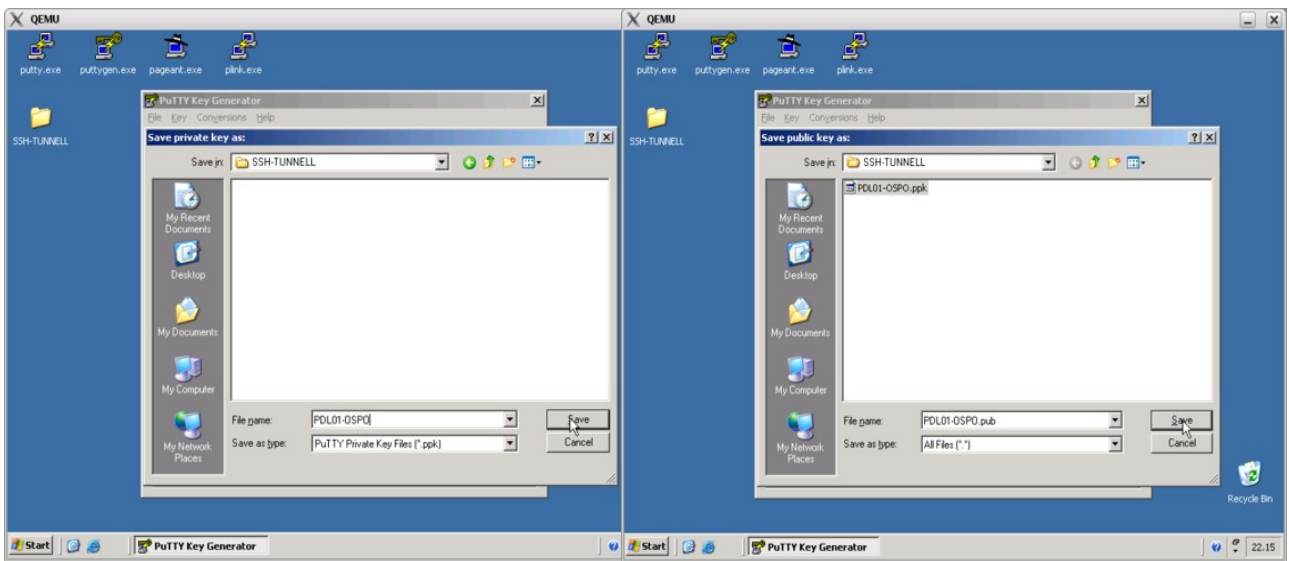 QEMU
putty.exe puttygen.exe pageant.exe plink.exe
SSH-TUNNELL
PuTTY Key Generator
File Key Conversions Help
Save private key as:
Save in: SSH-TUNNELL
My Recent
Documents
Desktop
My Documents
My Computer
My Network
Places
File name: PDL01-OSPO Save
Save as type: PuTTY Private Key Files (*.ppk) Cancel
Start PuTTY Key Generator
QEMU
putty.exe puttygen.exe pageant.exe plink.exe
SSH-TUNNELL
PuTTY Key Generator
File Key Conversions Help
Save public key as:
Save in: SSH-TUNNELL
PDL01-OSPO.ppk
My Recent
Documents
Desktop
My Documents
My Computer
My Network
Places
File name: PDL01-OSPO.pub Save
Save as type: All Files (*.*) Cancel
Recycle Bin
Start PuTTY Key Generator 22.15